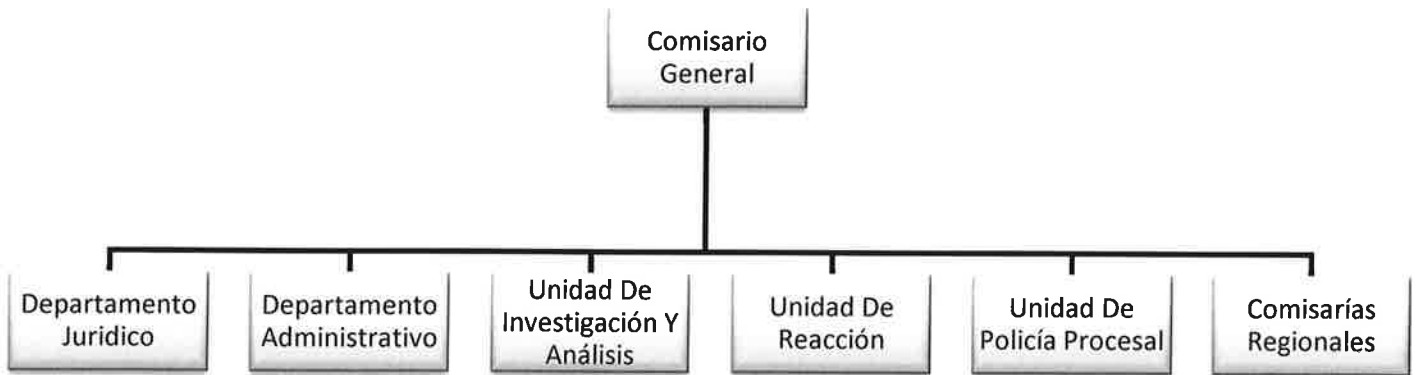 Comisario
General
Departamento
Juridico
Departamento
Administrativo
Unidad De
Investigación Y
Análisis
Unidad De
Reacción
Unidad De
Policía Procesal
Comisarías
Regionales